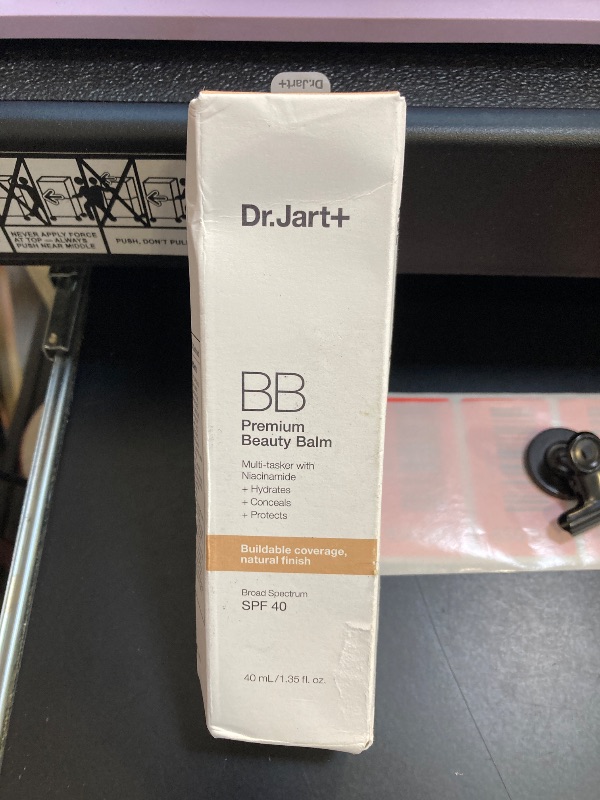 Dr.Jart+
NEVER APPLY FORCE
AT TOP — ALWAYS
PUSH NEAR MIDDLE
PUSH, DON'T PULL
Dr.Jart+
BB
Premium
Beauty Balm
Multi-tasker with
Niacinamide
+ Hydrates
+ Conceals
+ Protects
Buildable coverage,
natural finish
Broad Spectrum
SPF 40
40 mL/1.35 fl. oz.